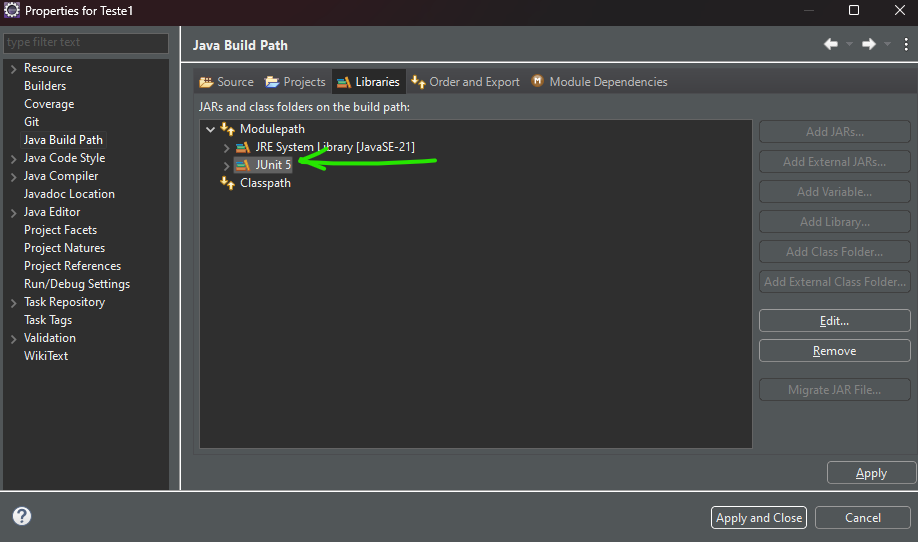 Properties for Teste1
type filter text
Resource
Builders
Coverage
Git
Java Build Path
Java Code Style
Java Compiler
Javadoc Location
Java Editor
Project Facets
Project Natures
Project References
Run/Debug Settings
Task Repository
Task Tags
Validation
WikiText
Java Build Path
Source Projects Libraries Order and Export Module Dependencies
JARs and class folders on the build path:
Modulepath
JRE System Library [JavaSE-21]
JUnit 5
Classpath
Add JARs...
Add External JARs...
Add Variable...
Add Library...
Add Class Folder...
Add External Class Folder...
Edit...
Remove
Migrate JAR File...
Apply
Apply and Close Cancel